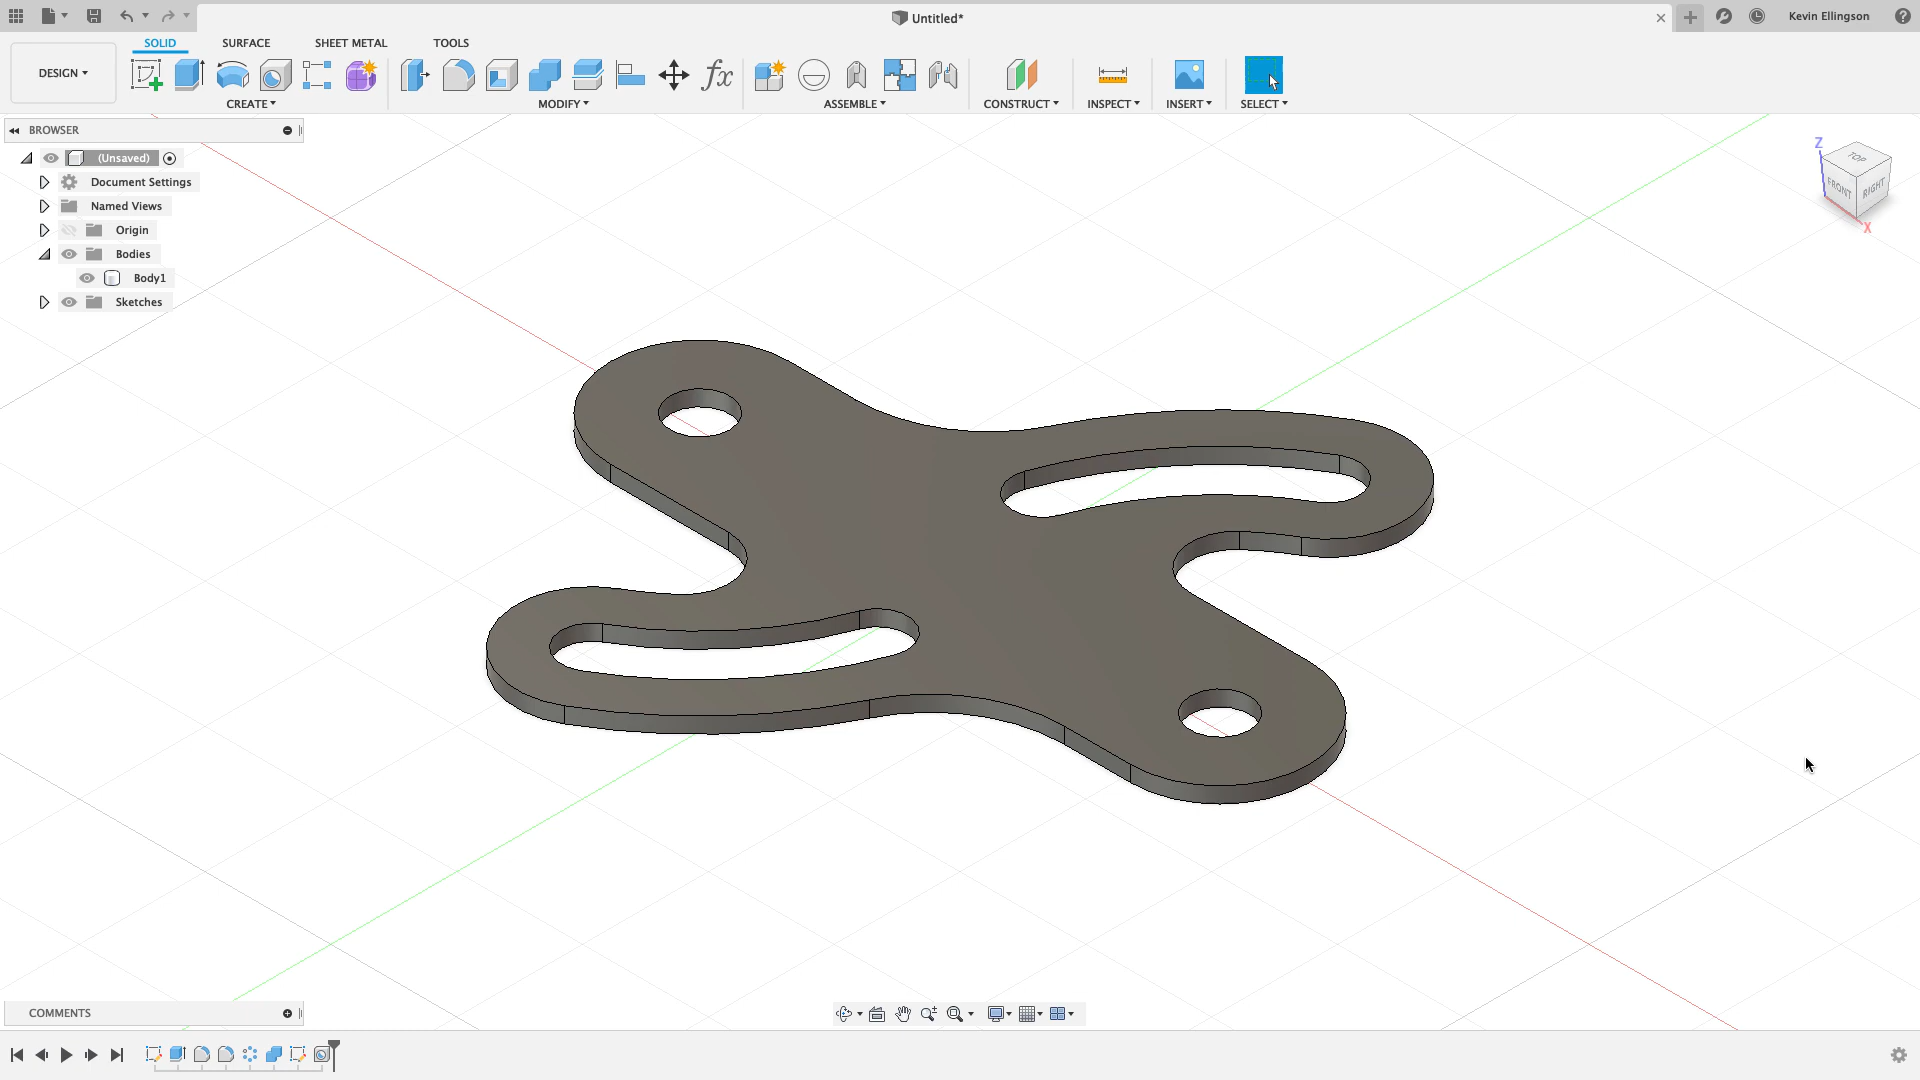 Untitled*
Kevin Ellingson
SOLID SURFACE SHEET METAL TOOLS
DESIGN
fx
CREATE MODIFY ASSEMBLE CONSTRUCT INSPECT INSERT SELECT
BROWSER
(Unsaved)
Document Settings
Named Views
Origin
Bodies
Body1
Sketches
Z
TOP
FRONT
RIGHT
X
COMMENTS